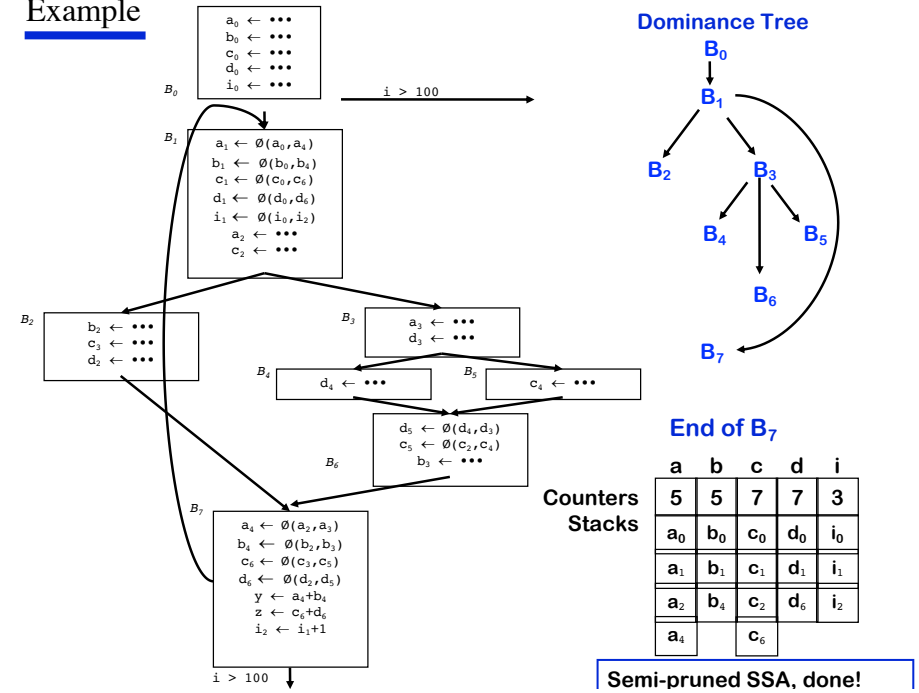 Example
B₀
a₀ ← •••
b₀ ← •••
c₀ ← •••
d₀ ← •••
i₀ ← •••
i > 100
B₁
a₁ ← Ø(a₀,a₄)
b₁ ← Ø(b₀,b₄)
c₁ ← Ø(c₀,c₆)
d₁ ← Ø(d₀,d₆)
i₁ ← Ø(i₀,i₂)
a₂ ← •••
c₂ ← •••
B₂
b₂ ← •••
c₃ ← •••
d₂ ← •••
B₃
a₃ ← •••
d₃ ← •••
B₄
d₄ ← •••
B₅
c₄ ← •••
B₆
d₅ ← Ø(d₄,d₃)
c₅ ← Ø(c₂,c₄)
b₃ ← •••
B₇
a₄ ← Ø(a₂,a₃)
b₄ ← Ø(b₂,b₃)
c₆ ← Ø(c₃,c₅)
d₆ ← Ø(d₂,d₅)
y ← a₄+b₄
z ← c₆+d₆
i₂ ← i₁+1
i > 100
Dominance Tree
B₀
B₁
B₂ B₃
B₄ B₅
B₆
B₇
End of B₇
a b c d i
Counters 5 5 7 7 3
Stacks
a₀ b₀ c₀ d₀ i₀
a₁ b₁ c₁ d₁ i₁
a₂ b₄ c₂ d₆ i₂
a₄ c₆
Semi-pruned SSA, done!